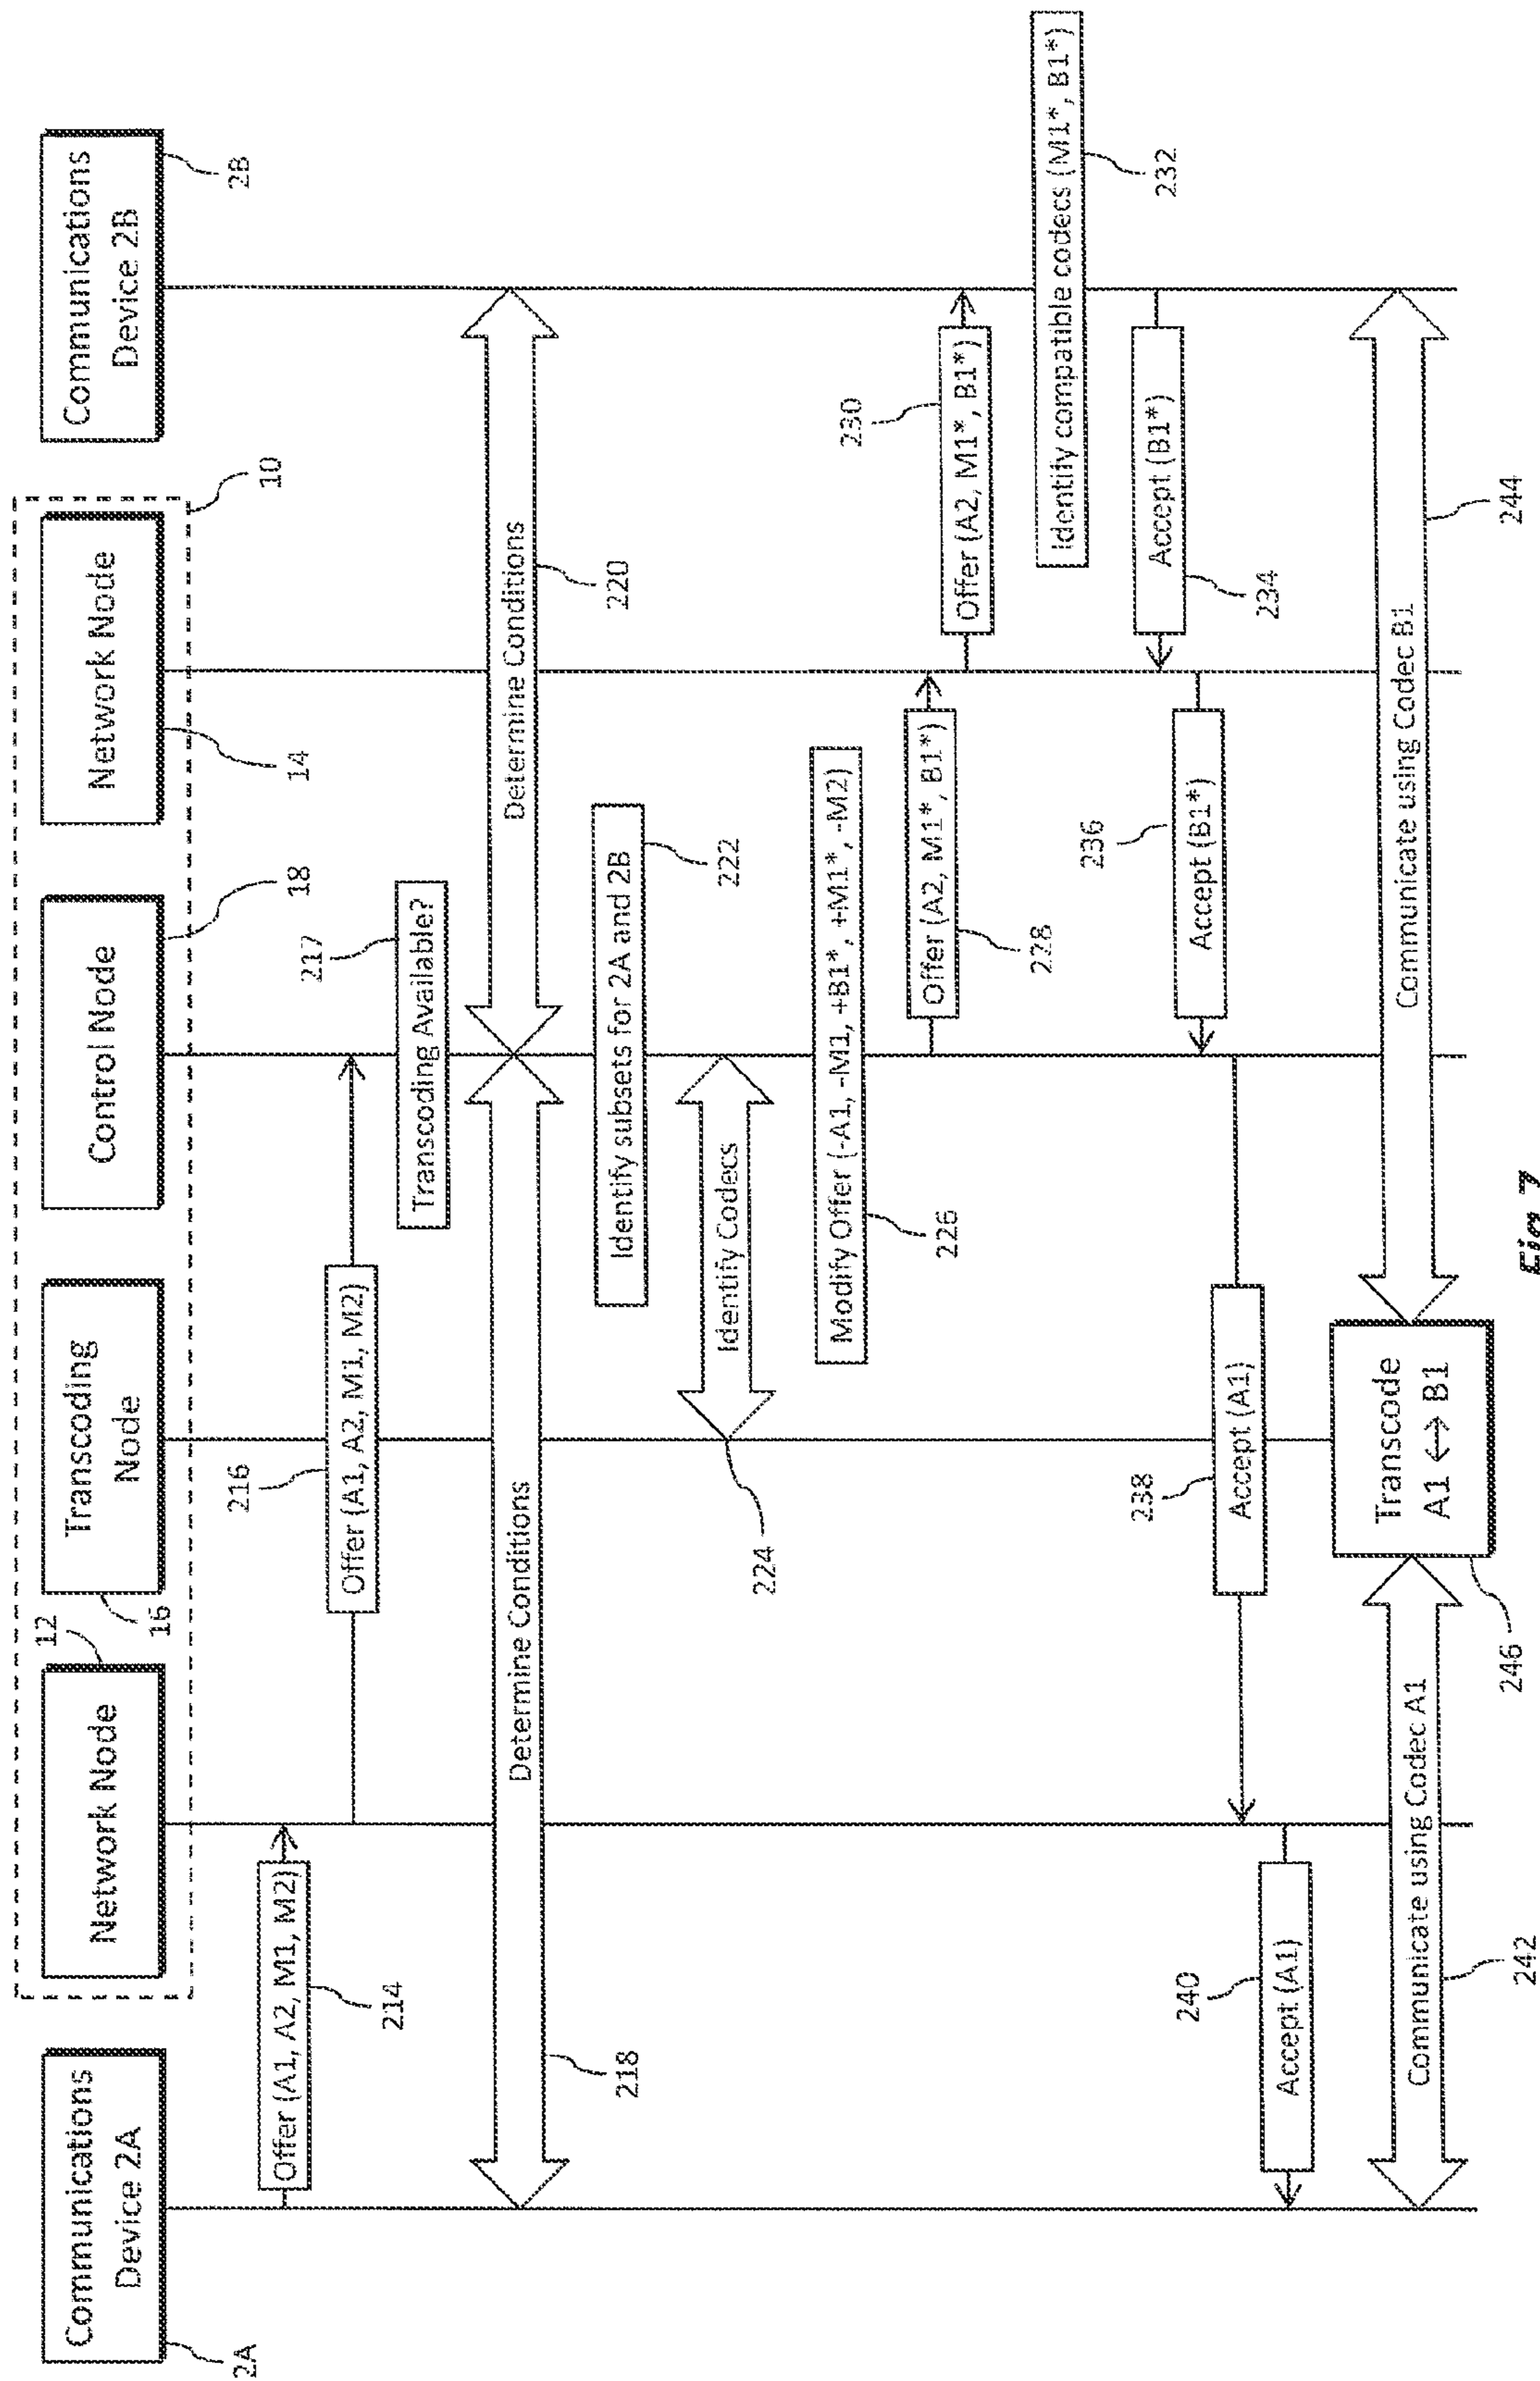 Communications
Device 2A
2A
Network Node
12
Transcoding
Node
16
Control Node
18
Network Node
14
10
Communications
Device 2B
2B
Offer (A1, A2, M1, M2)
214
Offer (A1, A2, M1, M2)
216
Transcoding Available?
217
Determine Conditions
218
Determine Conditions
220
Identify subsets for 2A and 2B
222
Identify Codecs
224
Modify Offer (-A1, -M1, +B1*, +M1*, -M2)
226
Offer (A2, M1*, B1*)
228
Offer (A2, M1*, B1*)
230
Identify compatible codecs (M1*, B1*)
232
Accept (B1*)
234
Accept (B1*)
236
Accept (A1)
238
Accept (A1)
240
Communicate using Codec A1
242
Transcode
A1 <-> B1
246
Communicate using Codec B1
244
Fig 7